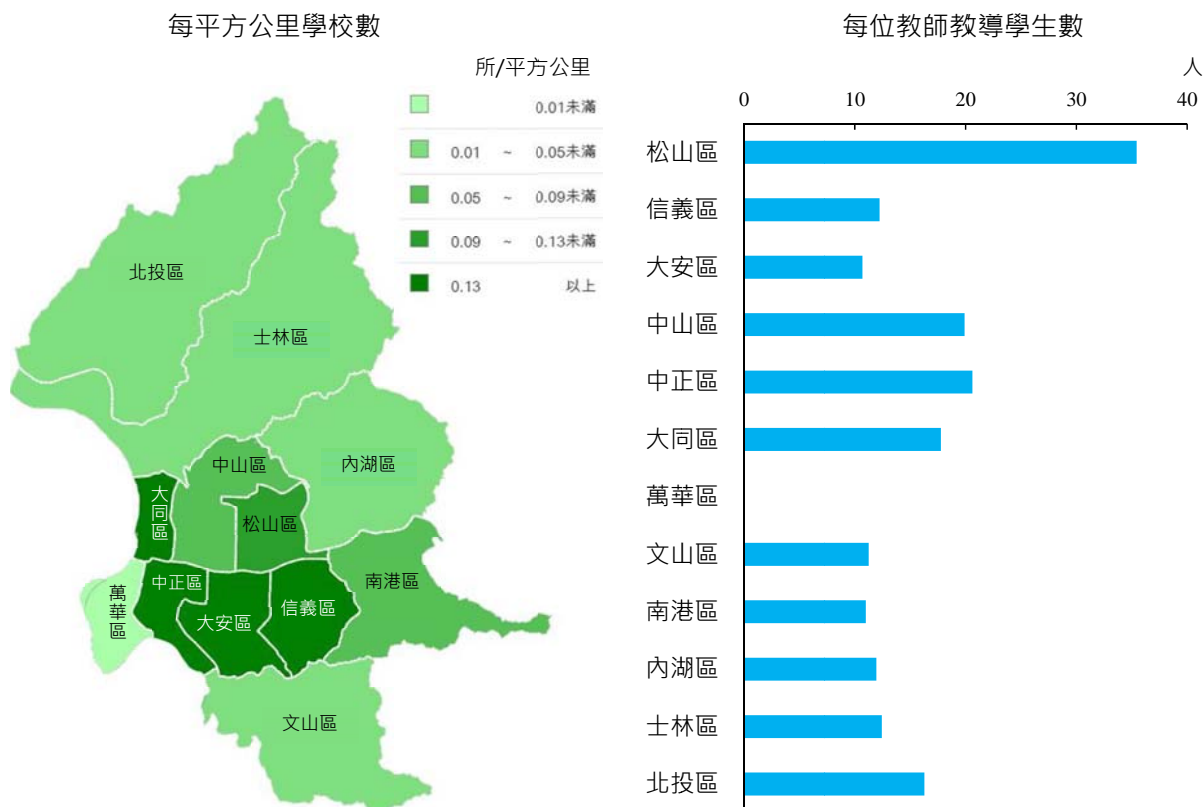 每平方公里學校數
所/平方公里
0.01未滿
0.01 ~ 0.05未滿
0.05 ~ 0.09未滿
0.09 ~ 0.13未滿
0.13 以上
北投區
士林區
內湖區
中山區
大同區
松山區
南港區
中正區
萬華區
大安區
信義區
文山區
每位教師教導學生數
人
0 10 20 30 40
松山區
信義區
大安區
中山區
中正區
大同區
萬華區
文山區
南港區
內湖區
士林區
北投區